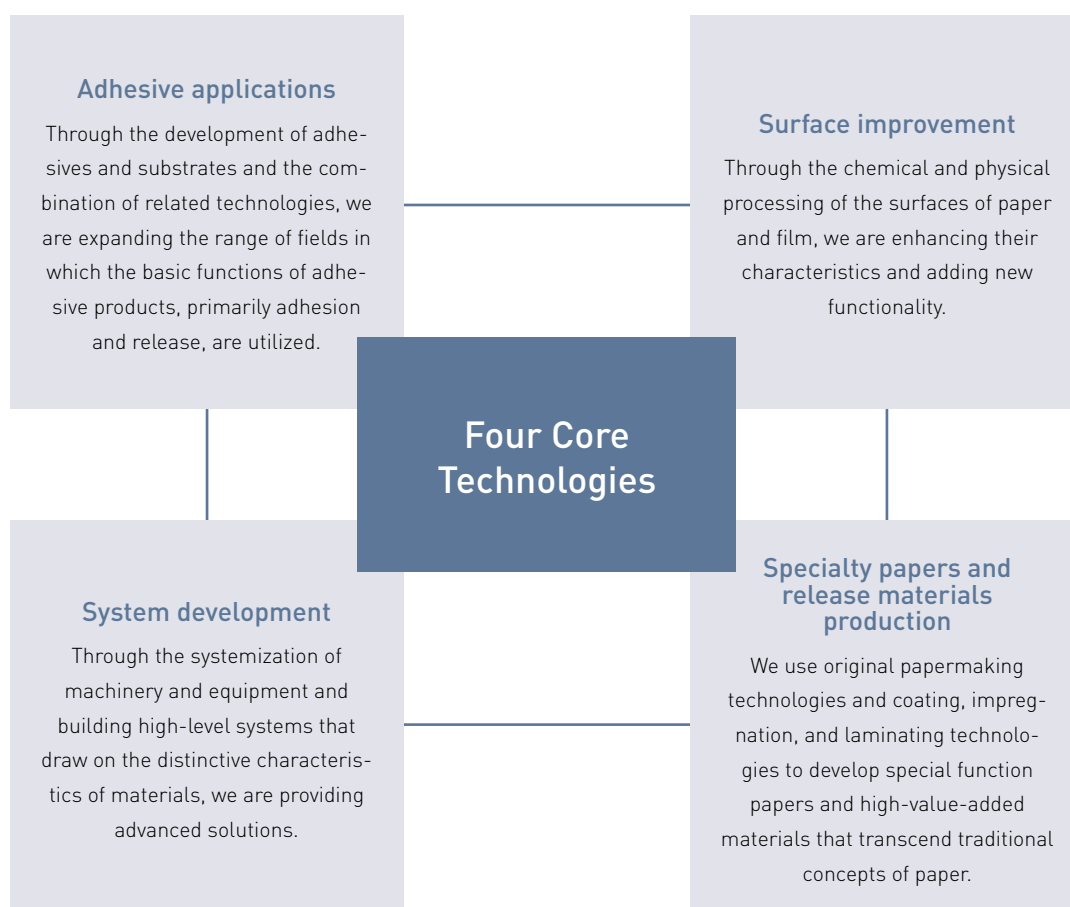 Adhesive applications
Through the development of adhe-
sives and substrates and the com-
bination of related technologies, we
are expanding the range of fields in
which the basic functions of adhe-
sive products, primarily adhesion
and release, are utilized.
Surface improvement
Through the chemical and physical
processing of the surfaces of paper
and film, we are enhancing their
characteristics and adding new
functionality.
Four Core
Technologies
System development
Through the systemization of
machinery and equipment and
building high-level systems that
draw on the distinctive characteris-
tics of materials, we are providing
advanced solutions.
Specialty papers and
release materials
production
We use original papermaking
technologies and coating, impreg-
nation, and laminating technolo-
gies to develop special function
papers and high-value-added
materials that transcend traditional
concepts of paper.